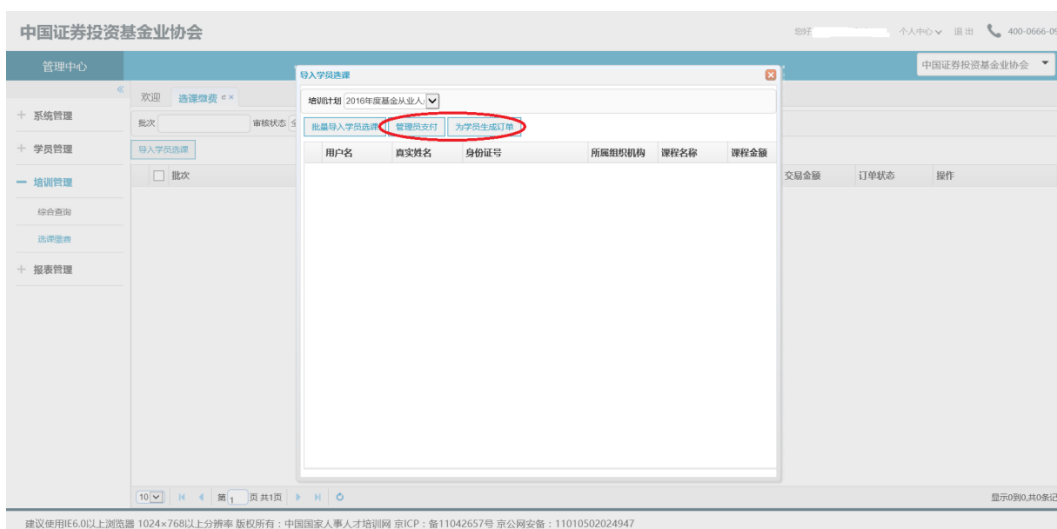 中国证券投资基金业协会
您好
个人中心 退出 400-0666-09
管理中心
中国证券投资基金业协会
系统管理
学员管理
培训管理
综合查询
选课缴费
报表管理
欢迎 选课缴费
批次 审核状态 全
导入学员选课
批次 交易金额 订单状态 操作
导入学员选课
培训计划 2016年度基金从业人
批量导入学员选课 管理员支付 为学员生成订单
用户名 真实姓名 身份证号 所属组织机构 课程名称 课程金额
10 第 1 页 共1页
显示0到0,共0条记
建议使用IE6.0以上浏览器 1024×768以上分辨率 版权所有：中国国家人事人才培训网 京ICP：备11042657号 京公网安备：11010502024947